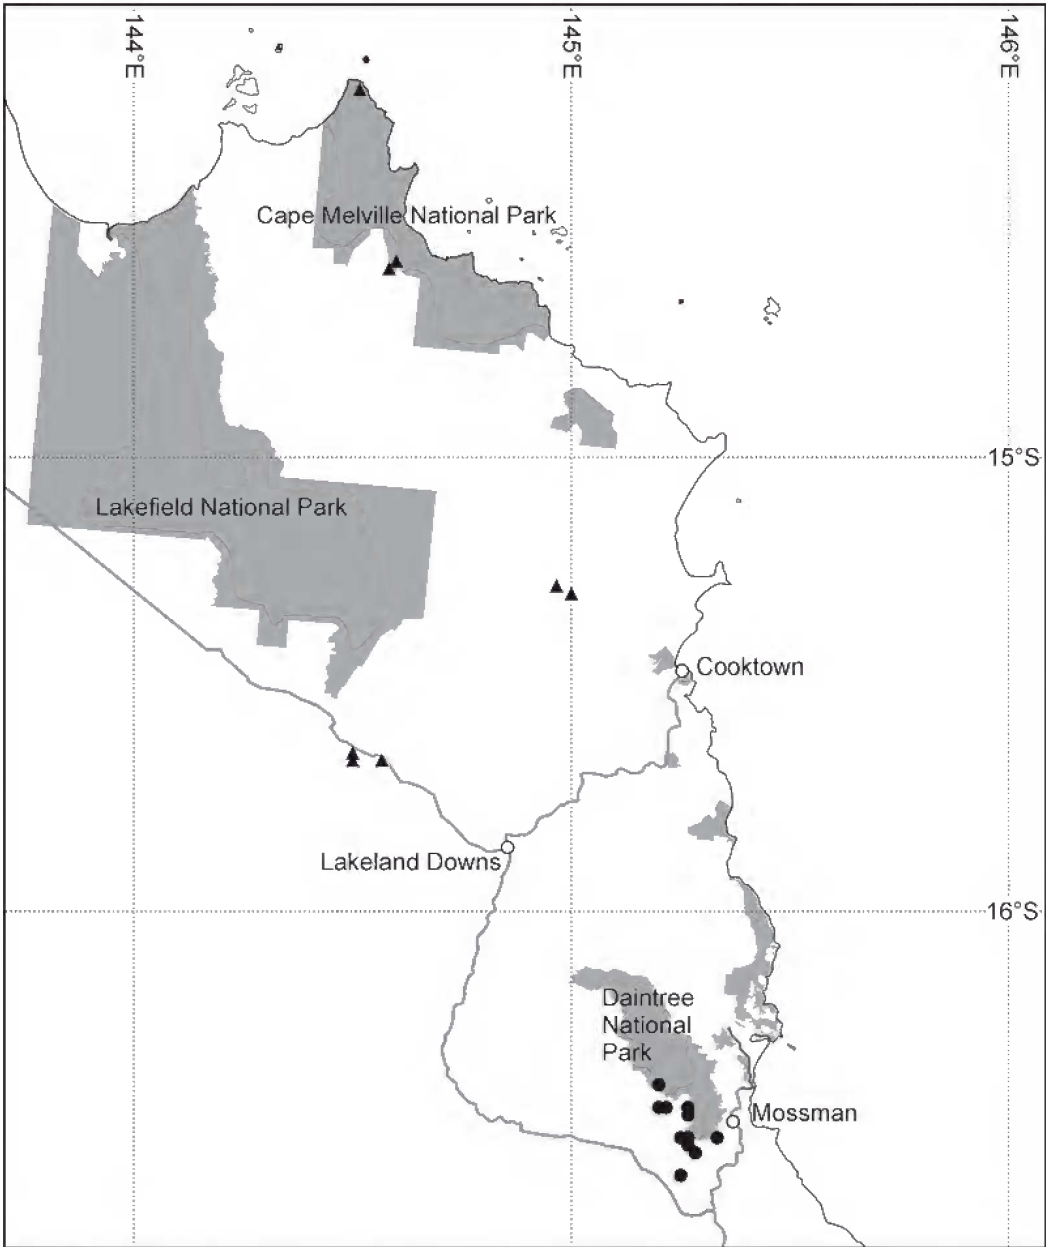 144°E
145°E
146°E
Cape Melville National Park
15°S
Lakefield National Park
Cooktown
Lakeland Downs
16°S
Daintree
National
Park
Mossman